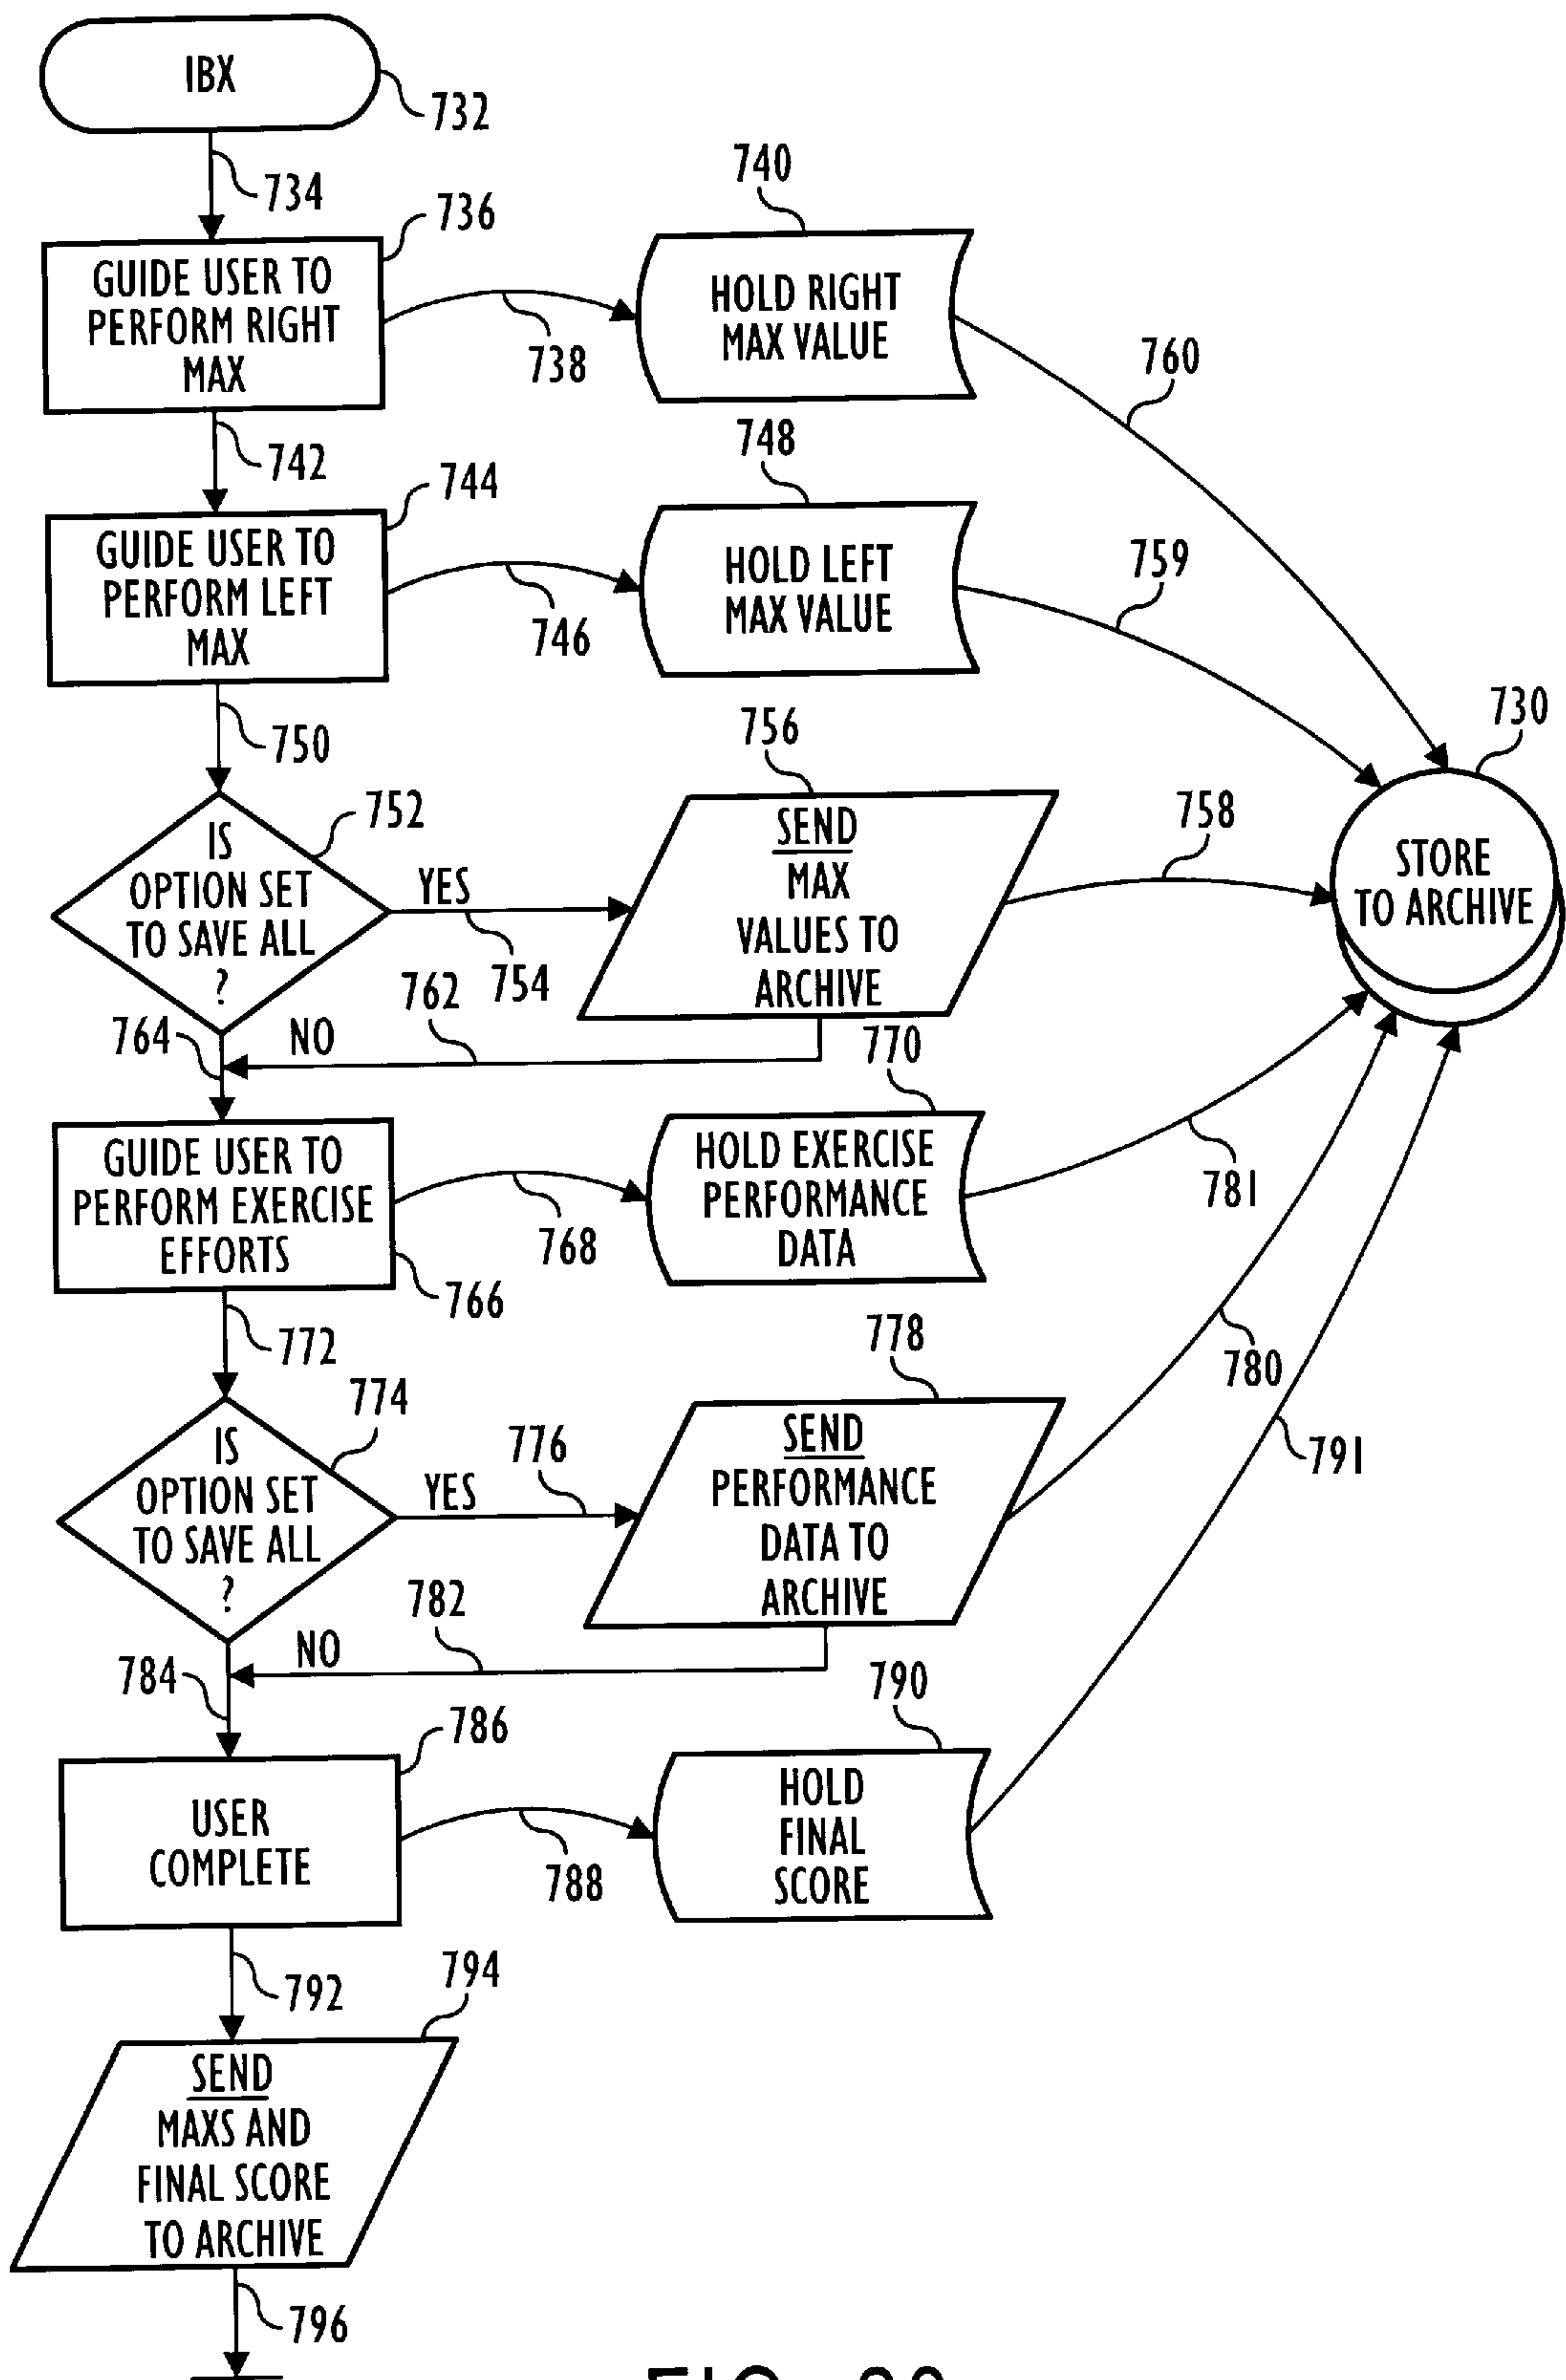 IBX
732
734
736
GUIDE USER TO
PERFORM RIGHT
MAX
738
740
HOLD RIGHT
MAX VALUE
760
742
744
GUIDE USER TO
PERFORM LEFT
MAX
746
748
HOLD LEFT
MAX VALUE
759
730
STORE
TO ARCHIVE
750
752
IS
OPTION SET
TO SAVE ALL
?
YES
754
756
SEND
MAX
VALUES TO
ARCHIVE
758
762
764
NO
GUIDE USER TO
PERFORM EXERCISE
EFFORTS
766
768
770
HOLD EXERCISE
PERFORMANCE
DATA
781
772
774
IS
OPTION SET
TO SAVE ALL
?
YES
776
778
SEND
PERFORMANCE
DATA TO
ARCHIVE
780
791
782
784
NO
786
USER
COMPLETE
788
790
HOLD
FINAL
SCORE
792
794
SEND
MAXS AND
FINAL SCORE
TO ARCHIVE
796